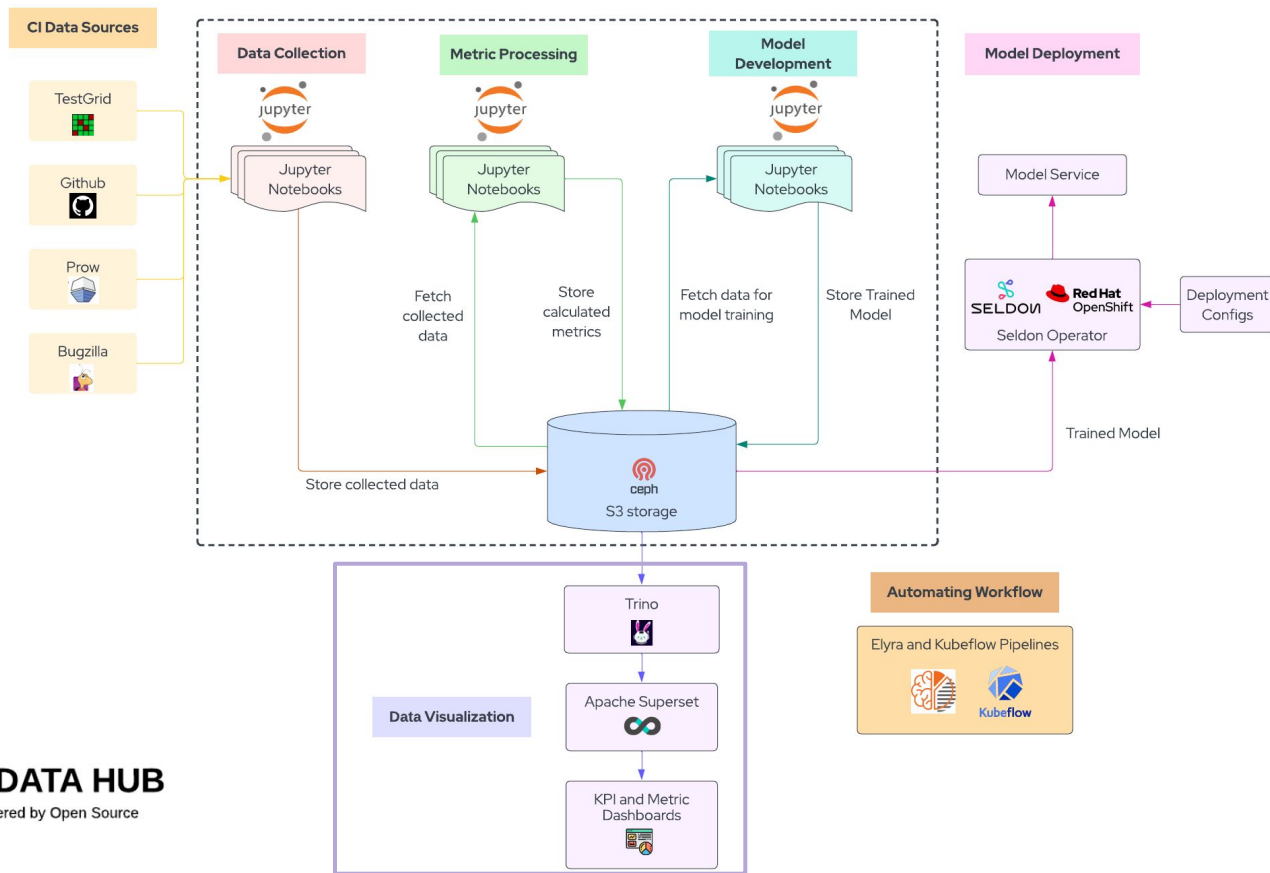 CI Data Sources
TestGrid
Github
Prow
Bugzilla
Data Collection
jupyter
Jupyter
Notebooks
Store collected data
Metric Processing
jupyter
Jupyter
Notebooks
Fetch
collected
data
Store
calculated
metrics
Model
Development
jupyter
Jupyter
Notebooks
Fetch data for
model training
Store Trained
Model
ceph
S3 storage
Model Deployment
Model Service
SELDON
Red Hat
OpenShift
Seldon Operator
Deployment
Configs
Trained Model
Data Visualization
Trino
Apache Superset
KPI and Metric
Dashboards
Automating Workflow
Elyra and Kubeflow Pipelines
Kubeflow
DATA HUB
ered by Open Source